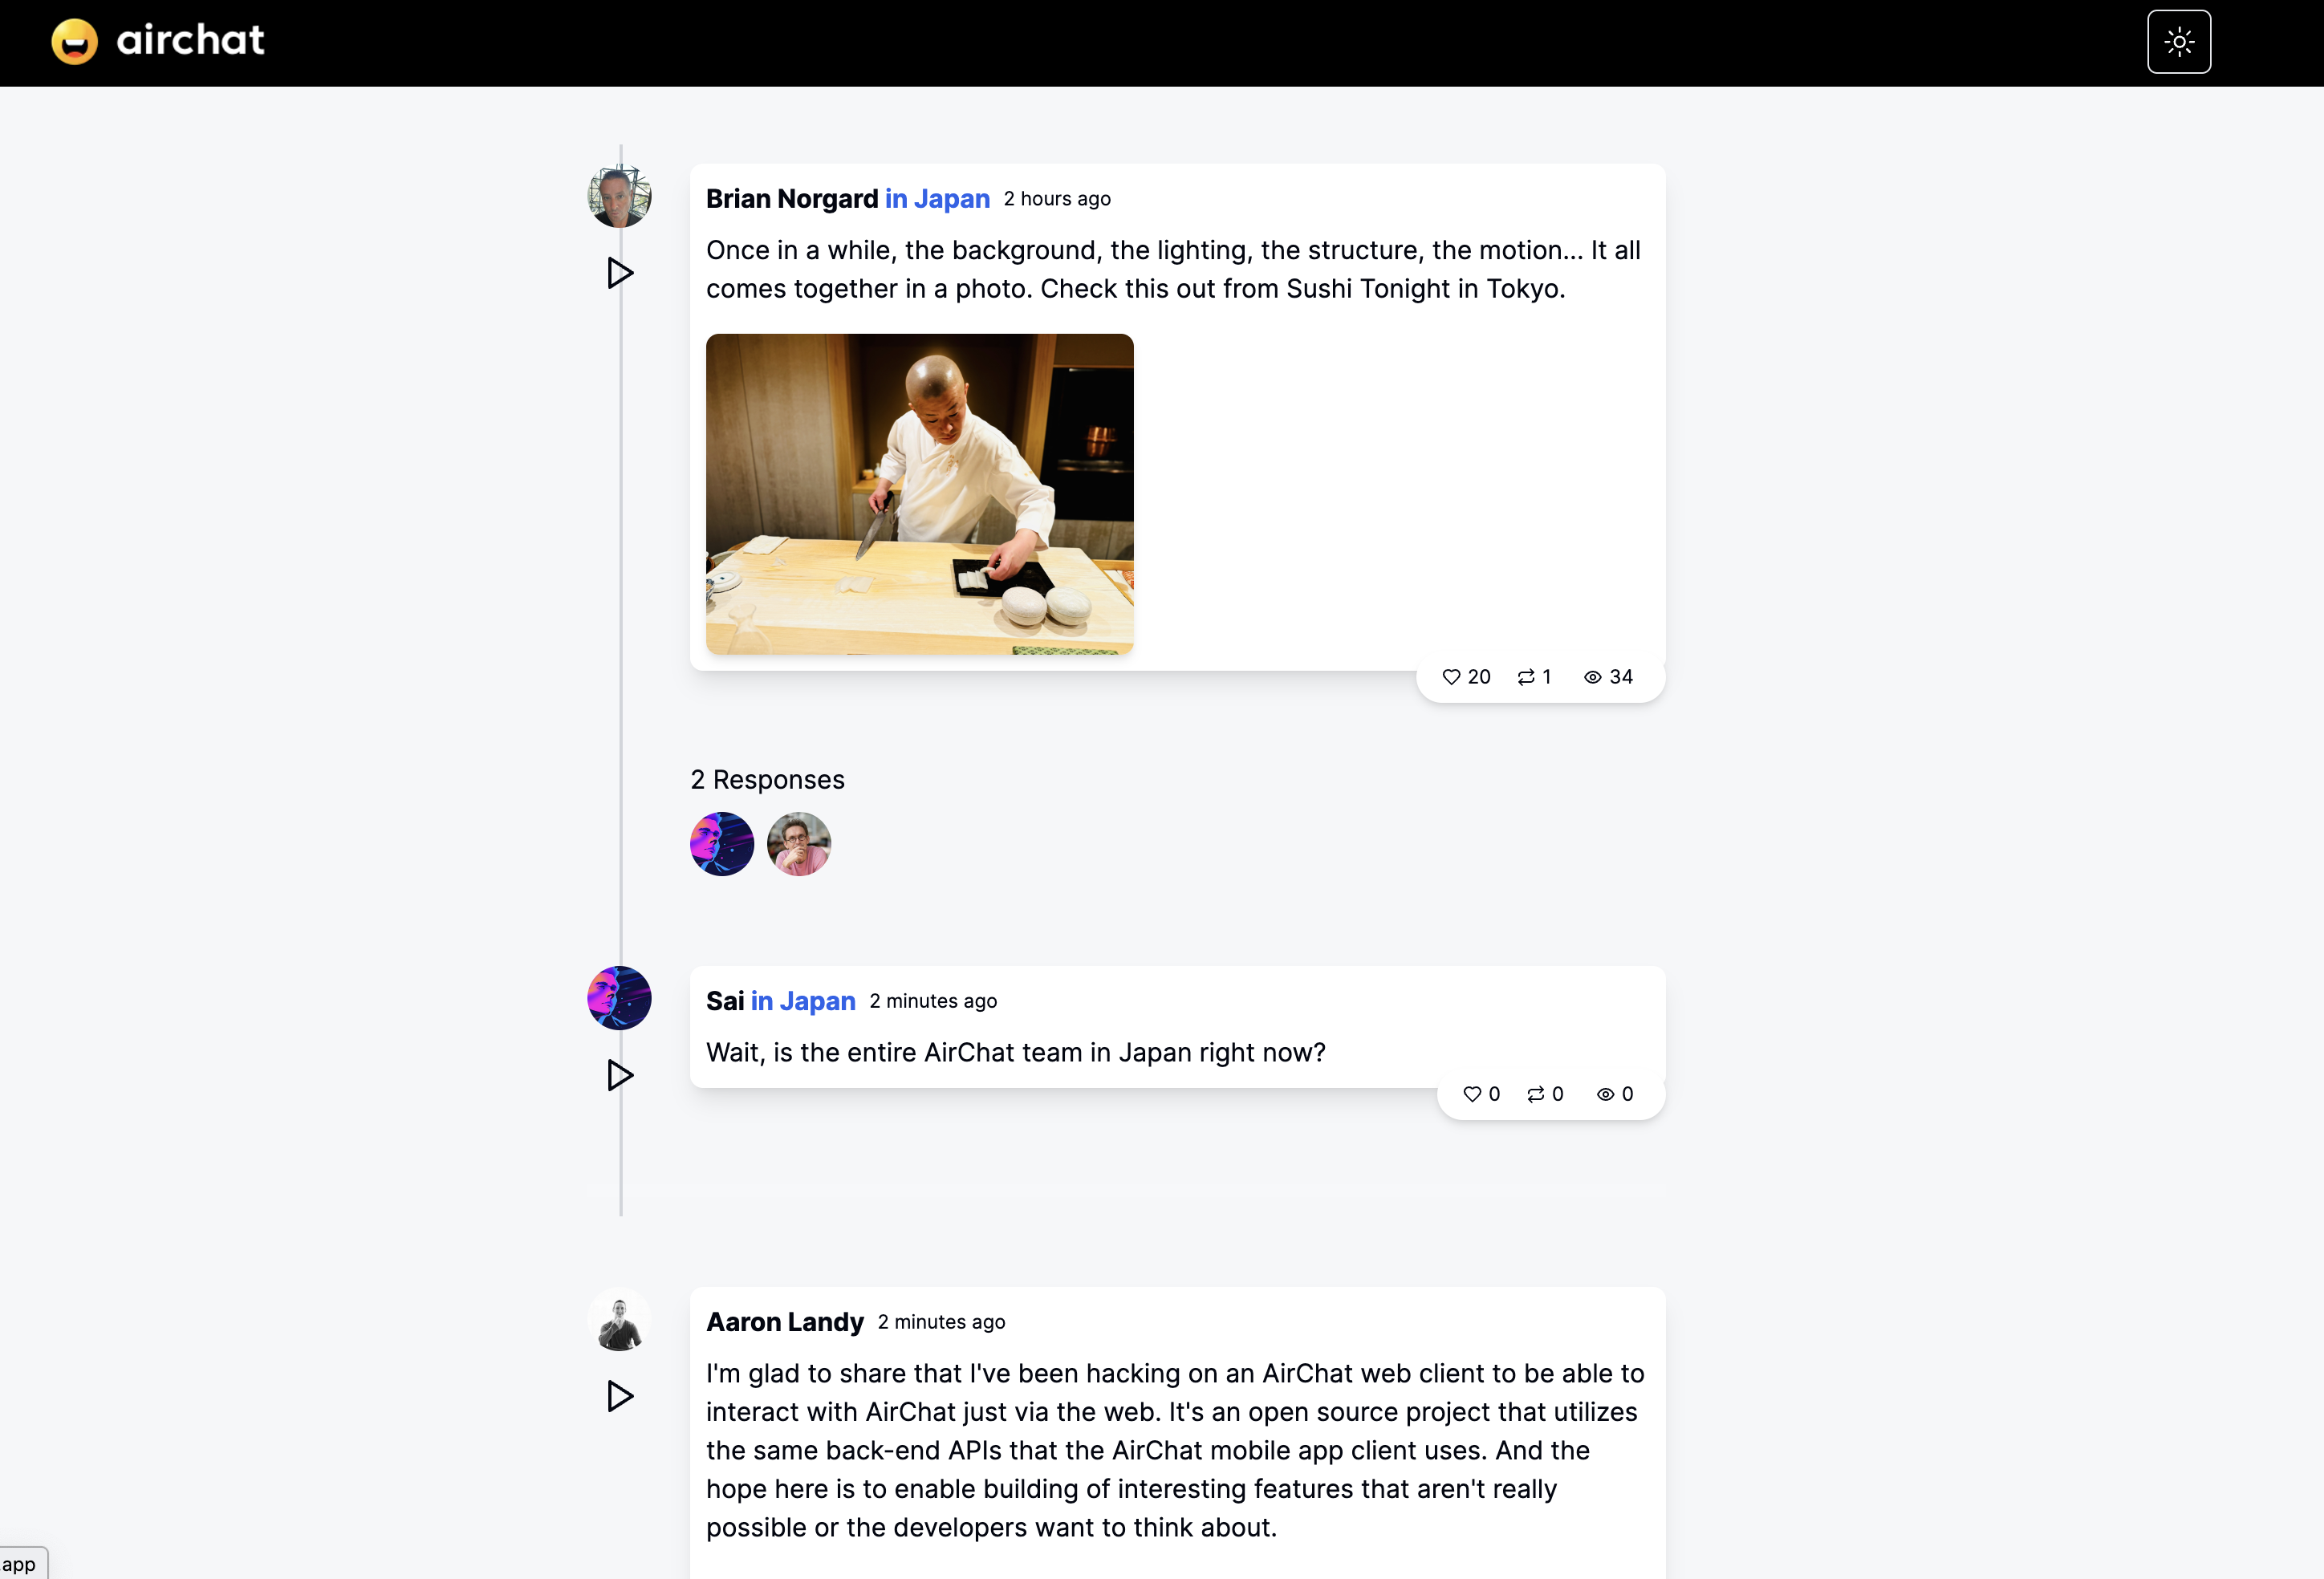 airchat
Brian Norgard in Japan 2 hours ago
Once in a while, the background, the lighting, the structure, the motion... It all
comes together in a photo. Check this out from Sushi Tonight in Tokyo.
20 1 34
2 Responses
Sai in Japan 2 minutes ago
Wait, is the entire AirChat team in Japan right now?
0 0 0
Aaron Landy 2 minutes ago
I'm glad to share that I've been hacking on an AirChat web client to be able to
interact with AirChat just via the web. It's an open source project that utilizes
the same back-end APIs that the AirChat mobile app client uses. And the
hope here is to enable building of interesting features that aren't really
possible or the developers want to think about.
app